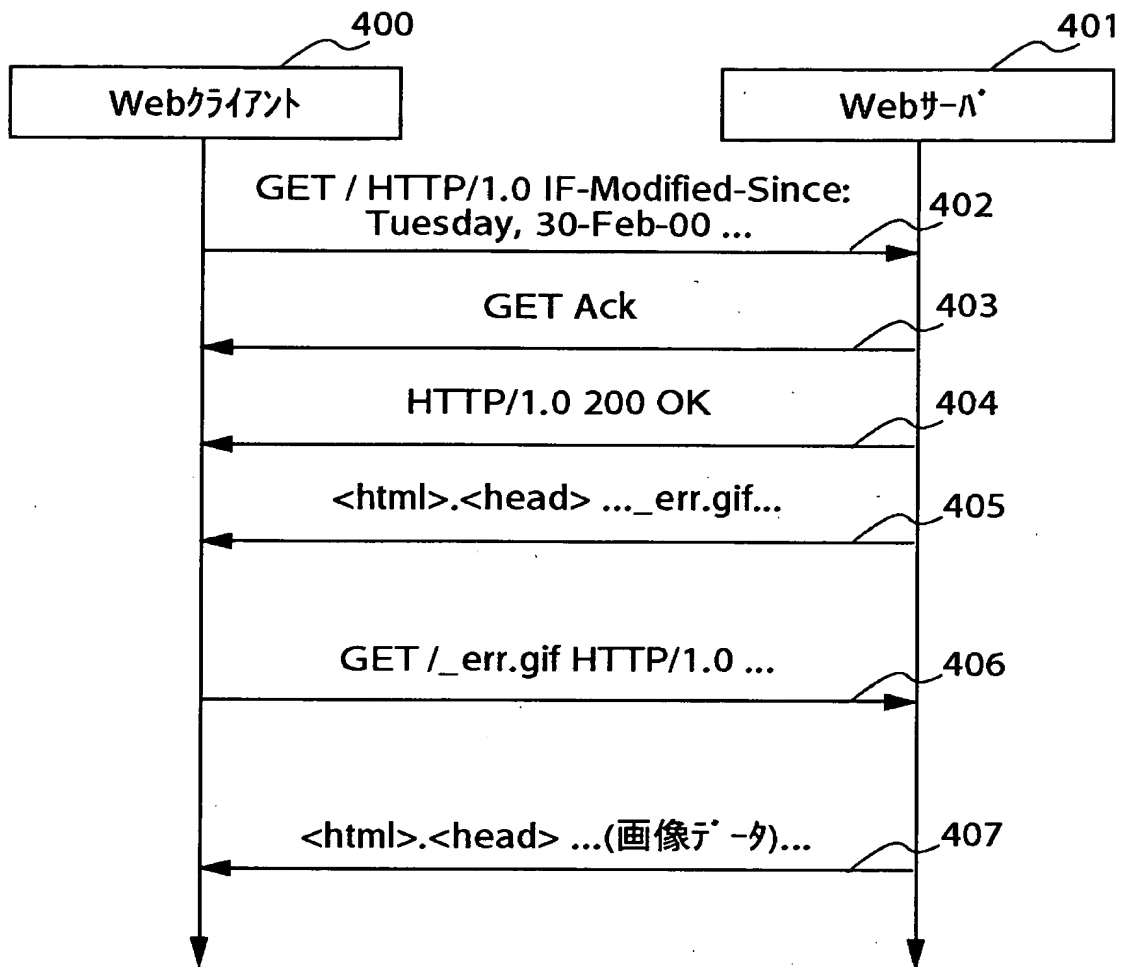 400
401
Webクライアント
Webサーバ
GET / HTTP/1.0 IF-Modified-Since:
Tuesday, 30-Feb-00 ...
402
GET Ack
403
HTTP/1.0 200 OK
404
<html>.<head> ..._err.gif...
405
GET /_err.gif HTTP/1.0 ...
406
<html>.<head> ...(画像データ)...
407